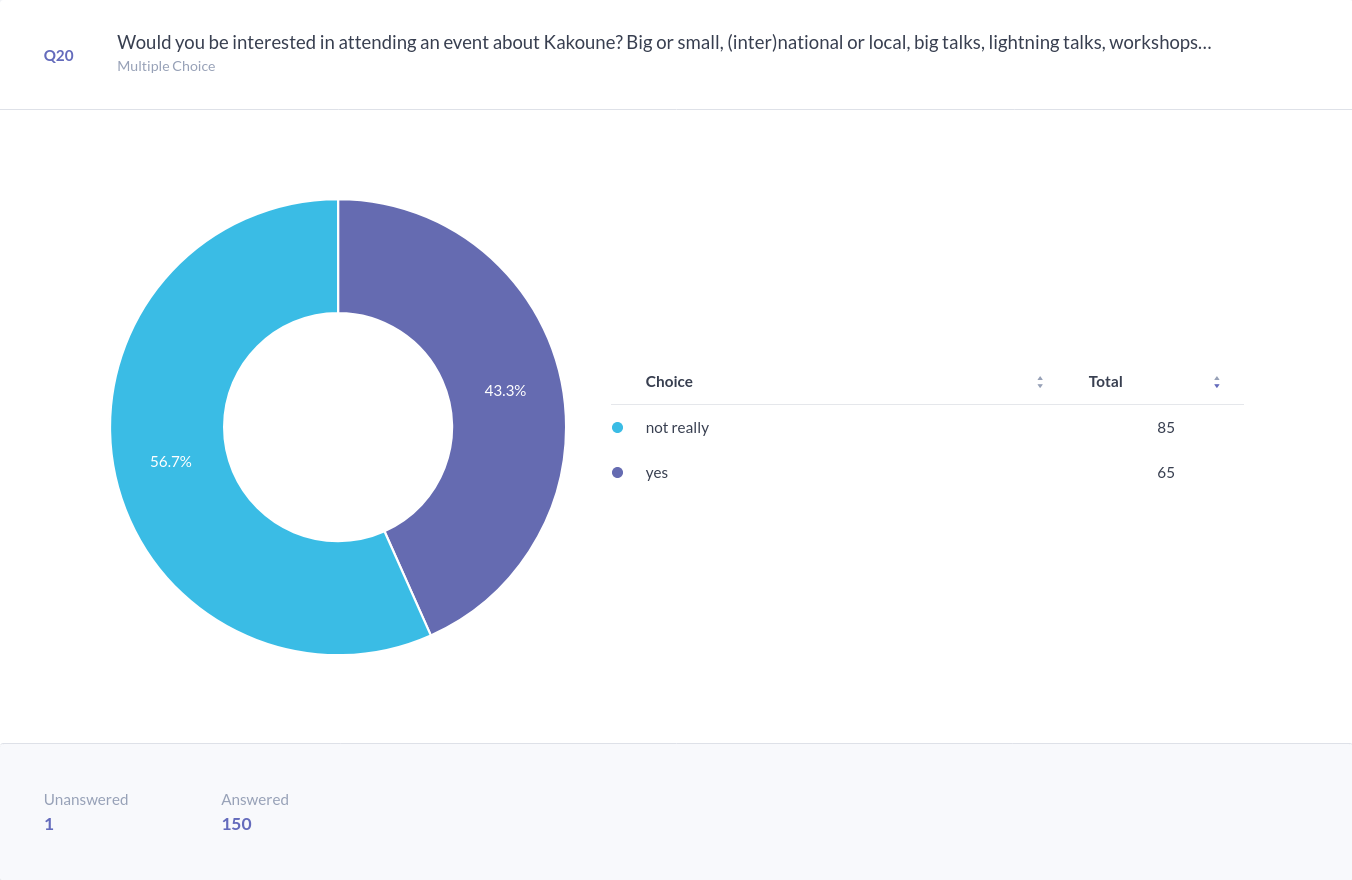 Q20
Would you be interested in attending an event about Kakoune? Big or small, (inter)national or local, big talks, lightning talks, workshops...
Multiple Choice
43.3%
56.7%
Choice Total
not really 85
yes 65
Unanswered Answered
1 150